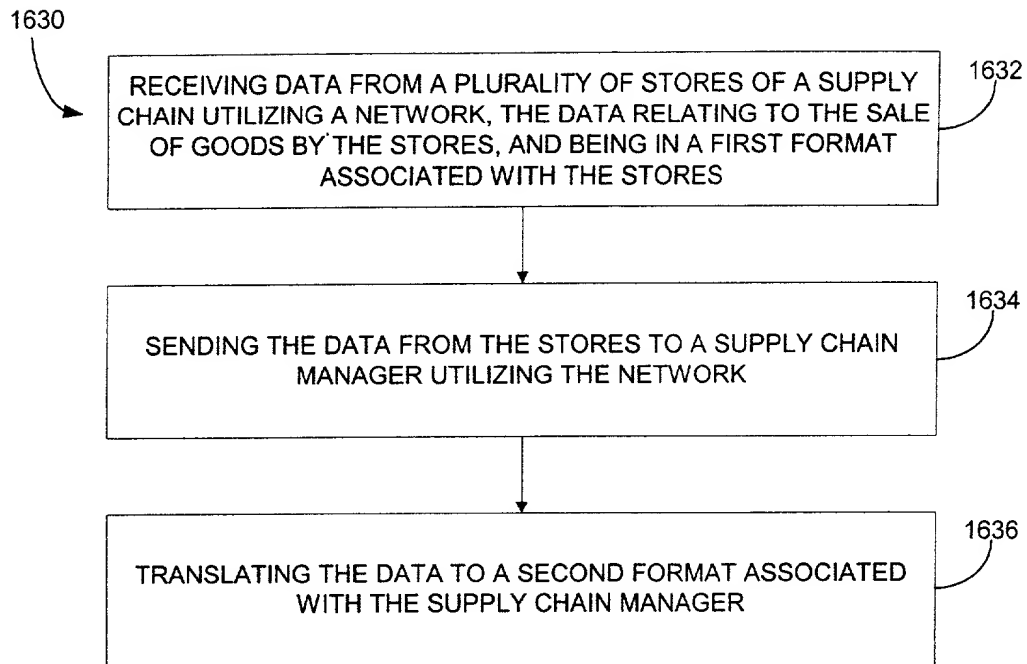 1630
RECEIVING DATA FROM A PLURALITY OF STORES OF A SUPPLY
CHAIN UTILIZING A NETWORK, THE DATA RELATING TO THE SALE
OF GOODS BY THE STORES, AND BEING IN A FIRST FORMAT
ASSOCIATED WITH THE STORES
1632
SENDING THE DATA FROM THE STORES TO A SUPPLY CHAIN
MANAGER UTILIZING THE NETWORK
1634
TRANSLATING THE DATA TO A SECOND FORMAT ASSOCIATED
WITH THE SUPPLY CHAIN MANAGER
1636